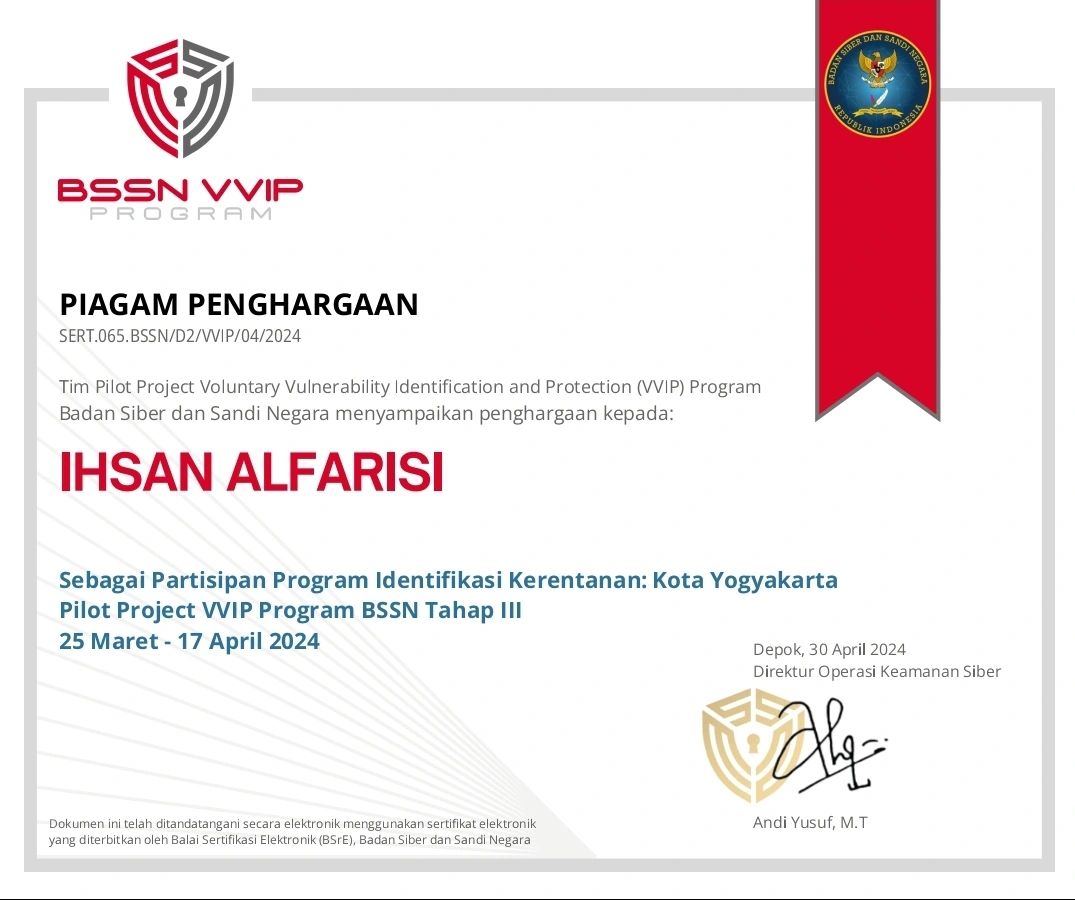 BSSN VVIP
PROGRAM
BADAN SIBER DAN SANDI NEGARA
REPUBLIK INDONESIA
PIAGAM PENGHARGAAN
SERT.065.BSSN/D2/VVIP/04/2024
Tim Pilot Project Voluntary Vulnerability Identification and Protection (VVIP) Program
Badan Siber dan Sandi Negara menyampaikan penghargaan kepada:
IHSAN ALFARISI
Sebagai Partisipan Program Identifikasi Kerentanan: Kota Yogyakarta
Pilot Project VVIP Program BSSN Tahap III
25 Maret - 17 April 2024
Depok, 30 April 2024
Direktur Operasi Keamanan Siber
Andi Yusuf, M.T
Dokumen ini telah ditandatangani secara elektronik menggunakan sertifikat elektronik
yang diterbitkan oleh Balai Sertifikasi Elektronik (BSrE), Badan Siber dan Sandi Negara